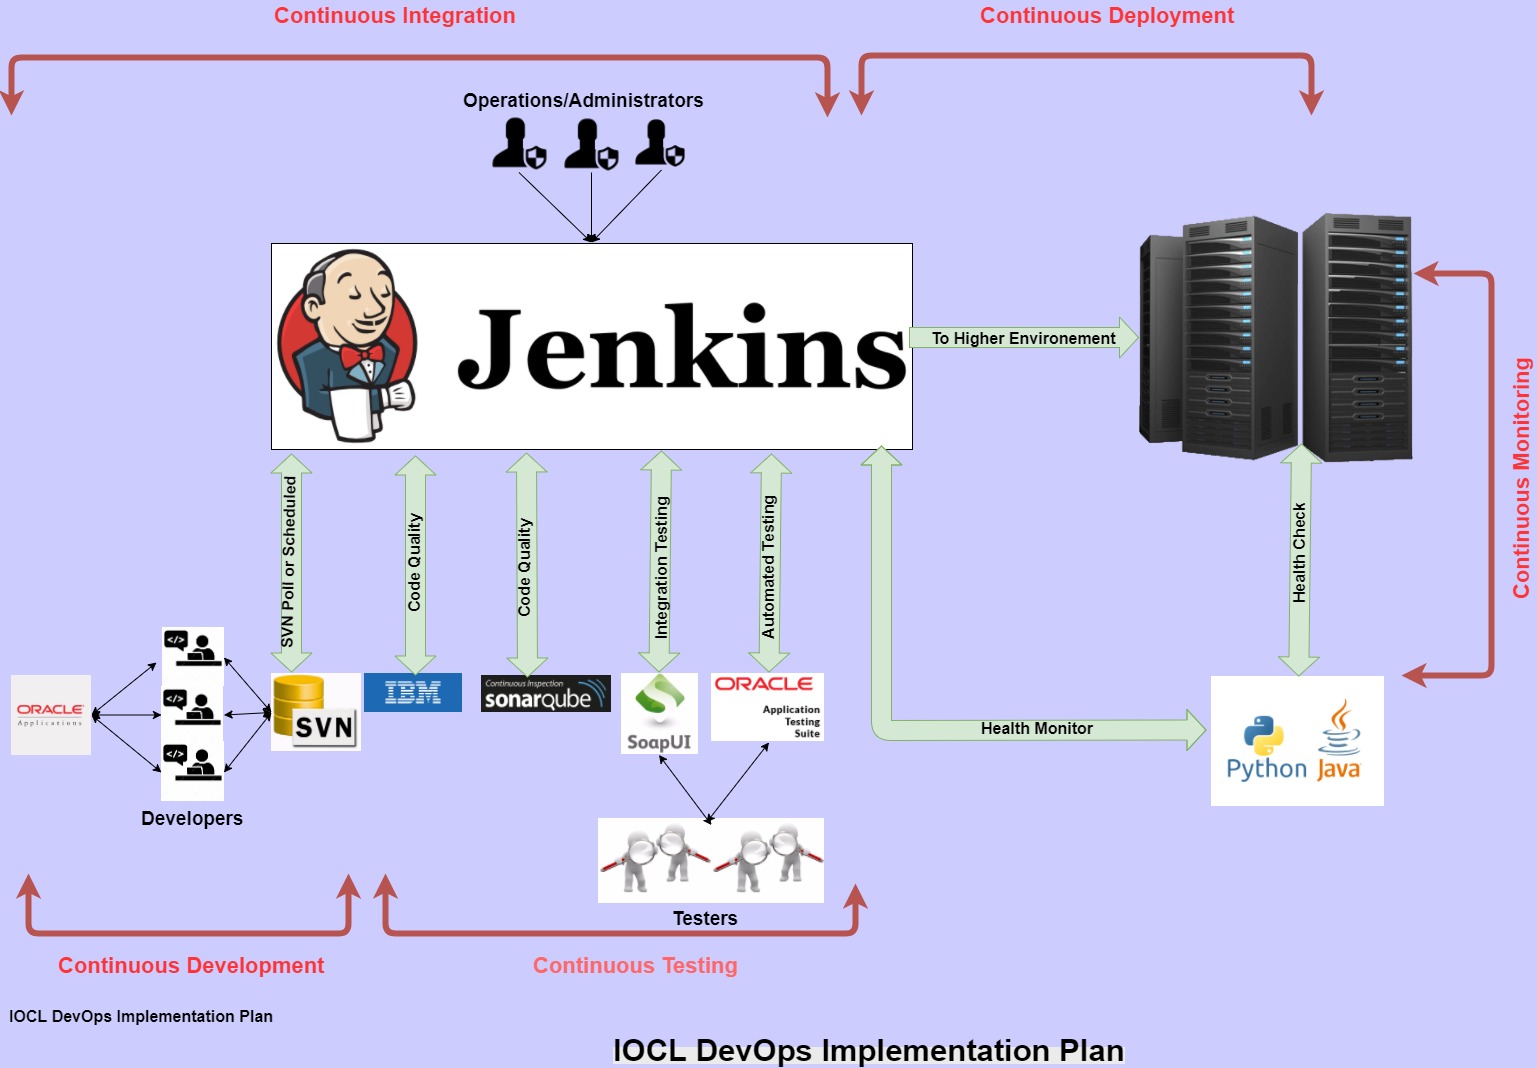 Continuous Integration
Continuous Deployment
Operations/Administrators
Jenkins
To Higher Environement
Continuous Monitoring
SVN Poll or Scheduled
Code Quality
Code Quality
Integration Testing
Automated Testing
Health Check
Health Monitor
ORACLE
Applications
</>
</>
</>
Developers
SVN
IBM
Continuous Inspection
sonarqube
SoapUI
ORACLE
Application
Testing
Suite
Python
Java
Testers
Continuous Development
Continuous Testing
IOCL DevOps Implementation Plan
IOCL DevOps Implementation Plan